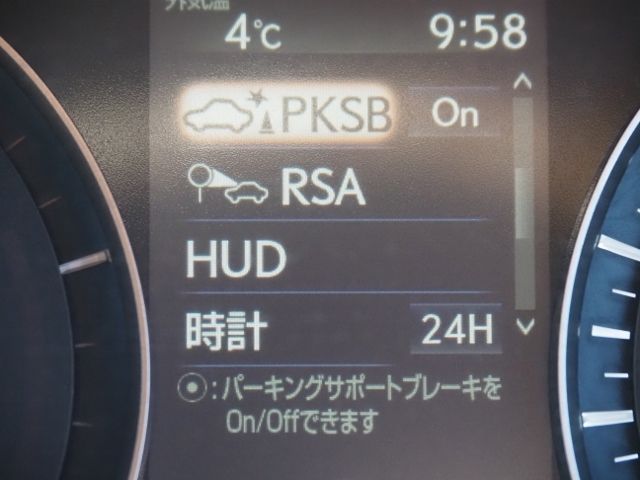 4℃ 9:58
PKSB On
RSA
HUD
時計 24H
⦿:パーキングサポートブレーキを
On/Offできます